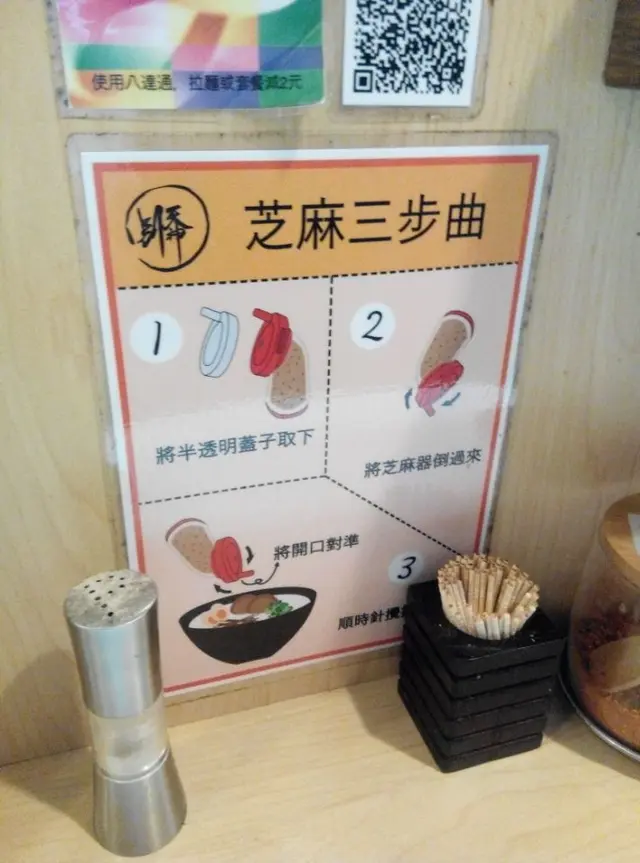 使用八達通，拉麵或套餐減2元
芝麻三步曲
1
將半透明蓋子取下
2
將芝麻器倒過來
將開口對準
3
順時針